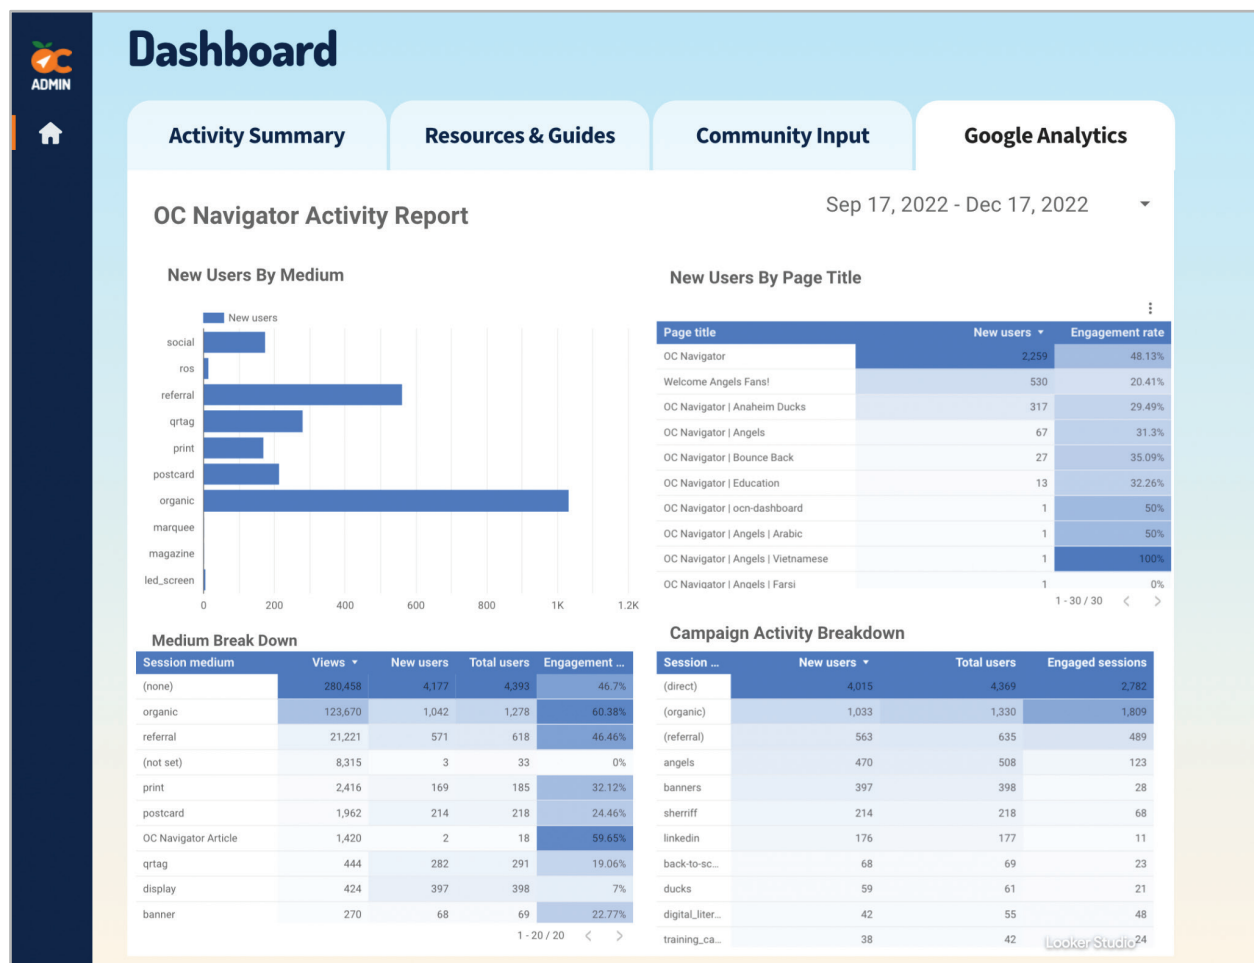 Dashboard
OC
ADMIN
Activity Summary
Resources & Guides
Community Input
Google Analytics
OC Navigator Activity Report
Sep 17, 2022 - Dec 17, 2022
New Users By Medium
New users
social
ros
referral
qrtag
print
postcard
organic
marquee
magazine
led_screen
0 200 400 600 800 1K 1.2K
New Users By Page Title
Page title New users Engagement rate
OC Navigator 2,259 48.13%
Welcome Angels Fans! 530 20.41%
OC Navigator | Anaheim Ducks 317 29.49%
OC Navigator | Angels 67 31.3%
OC Navigator | Bounce Back 27 35.09%
OC Navigator | Education 13 32.26%
OC Navigator | ocn-dashboard 1 50%
OC Navigator | Angels | Arabic 1 50%
OC Navigator | Angels | Vietnamese 1 100%
OC Navigator | Angels | Farsi 1 0%
1 - 30 / 30
Medium Break Down
Session medium Views New users Total users Engagement ...
(none) 280,458 4,177 4,393 46.7%
organic 123,670 1,042 1,278 60.38%
referral 21,221 571 618 46.46%
(not set) 8,315 3 33 0%
print 2,416 169 185 32.12%
postcard 1,962 214 218 24.46%
OC Navigator Article 1,420 2 18 59.65%
qrtag 444 282 291 19.06%
display 424 397 398 7%
banner 270 68 69 22.77%
1 - 20 / 20
Campaign Activity Breakdown
Session ... New users Total users Engaged sessions
(direct) 4,015 4,369 2,782
(organic) 1,033 1,330 1,809
(referral) 563 635 489
angels 470 508 123
banners 397 398 28
sherriff 214 218 68
linkedin 176 177 11
back-to-sc... 68 69 23
ducks 59 61 21
digital_liter... 42 55 48
training_ca... 38 42 24
Looker Studio